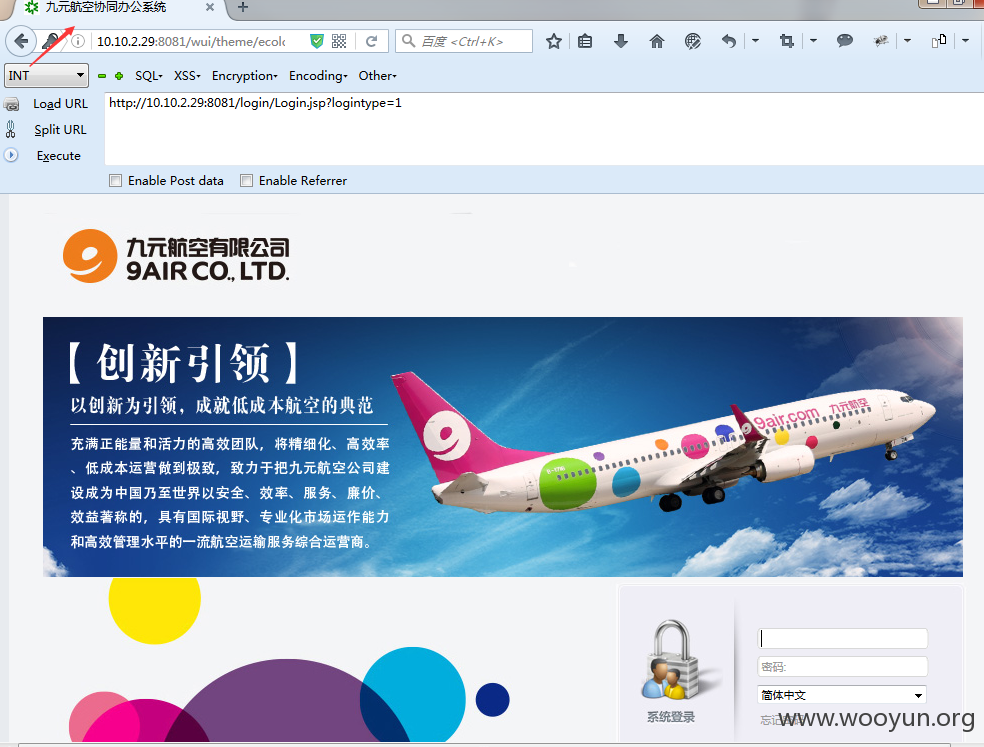 九元航空协同办公系统
10.10.2.29:8081/wui/theme/ecolo
百度 <Ctrl+K>
INT
SQL
XSS
Encryption
Encoding
Other
Load URL
http://10.10.2.29:8081/login/Login.jsp?logintype=1
Split URL
Execute
Enable Post data
Enable Referrer
九元航空有限公司
9AIR CO., LTD.
【创新引领】
以创新为引领，成就低成本航空的典范
充满正能量和活力的高效团队，将精细化、高效率
、低成本运营做到极致，致力于把九元航空公司建
设成为中国乃至世界以安全、效率、服务、廉价、
效益著称的，具有国际视野、专业化市场运作能力
和高效管理水平的一流航空运输服务综合运营商。
9air.com 九元航空
密码:
简体中文
系统登录
www.wooyun.org